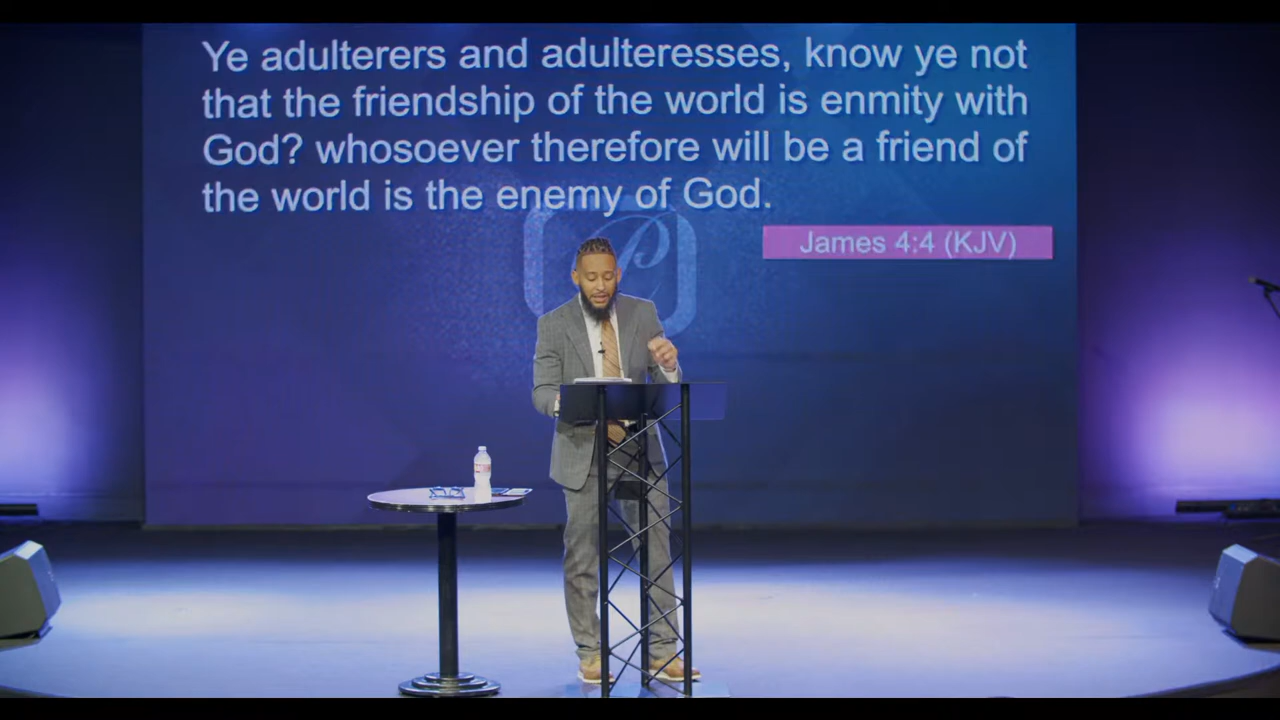 Ye adulterers and adulteresses, know ye not
that the friendship of the world is enmity with
God? whosoever therefore will be a friend of
the world is the enemy of God.
James 4:4 (KJV)